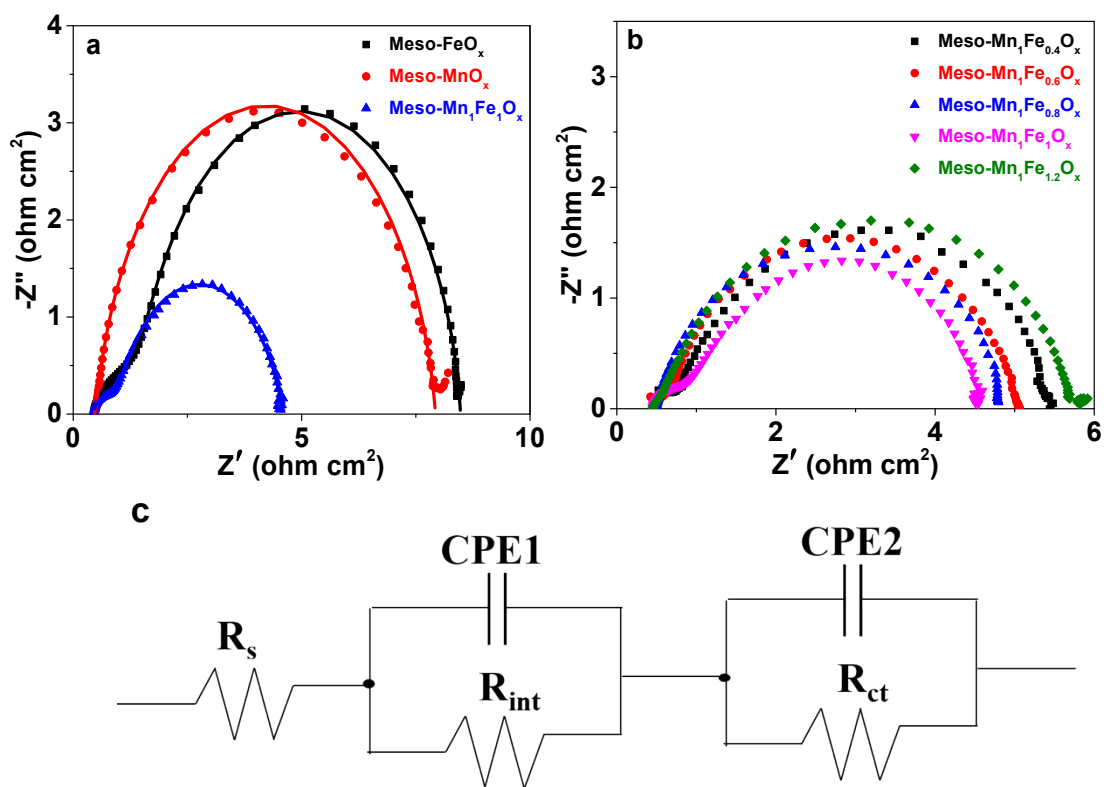 a
Meso-FeOₓ
Meso-MnOₓ
Meso-Mn₁Fe₁Oₓ
4
3
2
1
0
0
5
10
-Z″ (ohm cm²)
Z′ (ohm cm²)
b
Meso-Mn₁Fe₀.₄Oₓ
Meso-Mn₁Fe₀.₆Oₓ
Meso-Mn₁Fe₀.₈Oₓ
Meso-Mn₁Fe₁Oₓ
Meso-Mn₁Fe₁.₂Oₓ
3
2
1
0
0
2
4
6
-Z″ (ohm cm²)
Z′ (ohm cm²)
c
CPE1
CPE2
Rₛ
R_int
R_ct